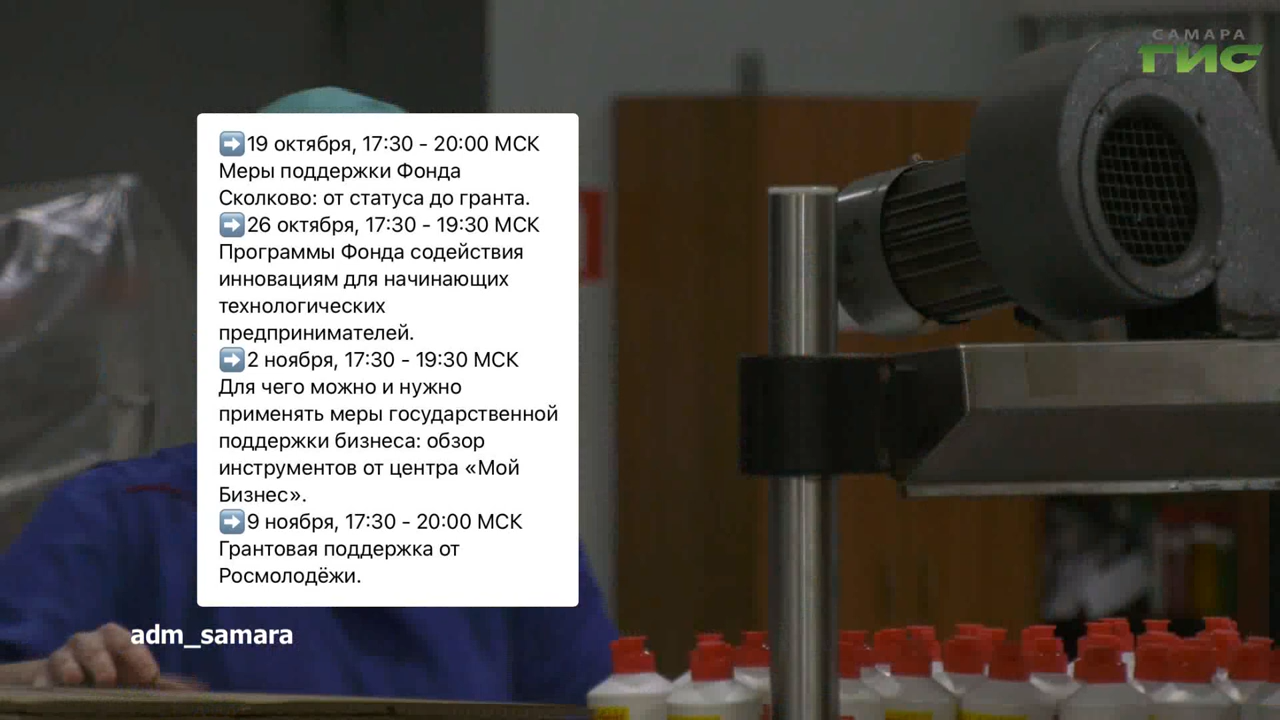 САМАРА
ГИС
➡19 октября, 17:30 - 20:00 МСК
Меры поддержки Фонда
Сколково: от статуса до гранта.
➡26 октября, 17:30 - 19:30 МСК
Программы Фонда содействия
инновациям для начинающих
технологических
предпринимателей.
➡2 ноября, 17:30 - 19:30 МСК
Для чего можно и нужно
применять меры государственной
поддержки бизнеса: обзор
инструментов от центра «Мой
Бизнес».
➡9 ноября, 17:30 - 20:00 МСК
Грантовая поддержка от
Росмолодёжи.
adm_samara